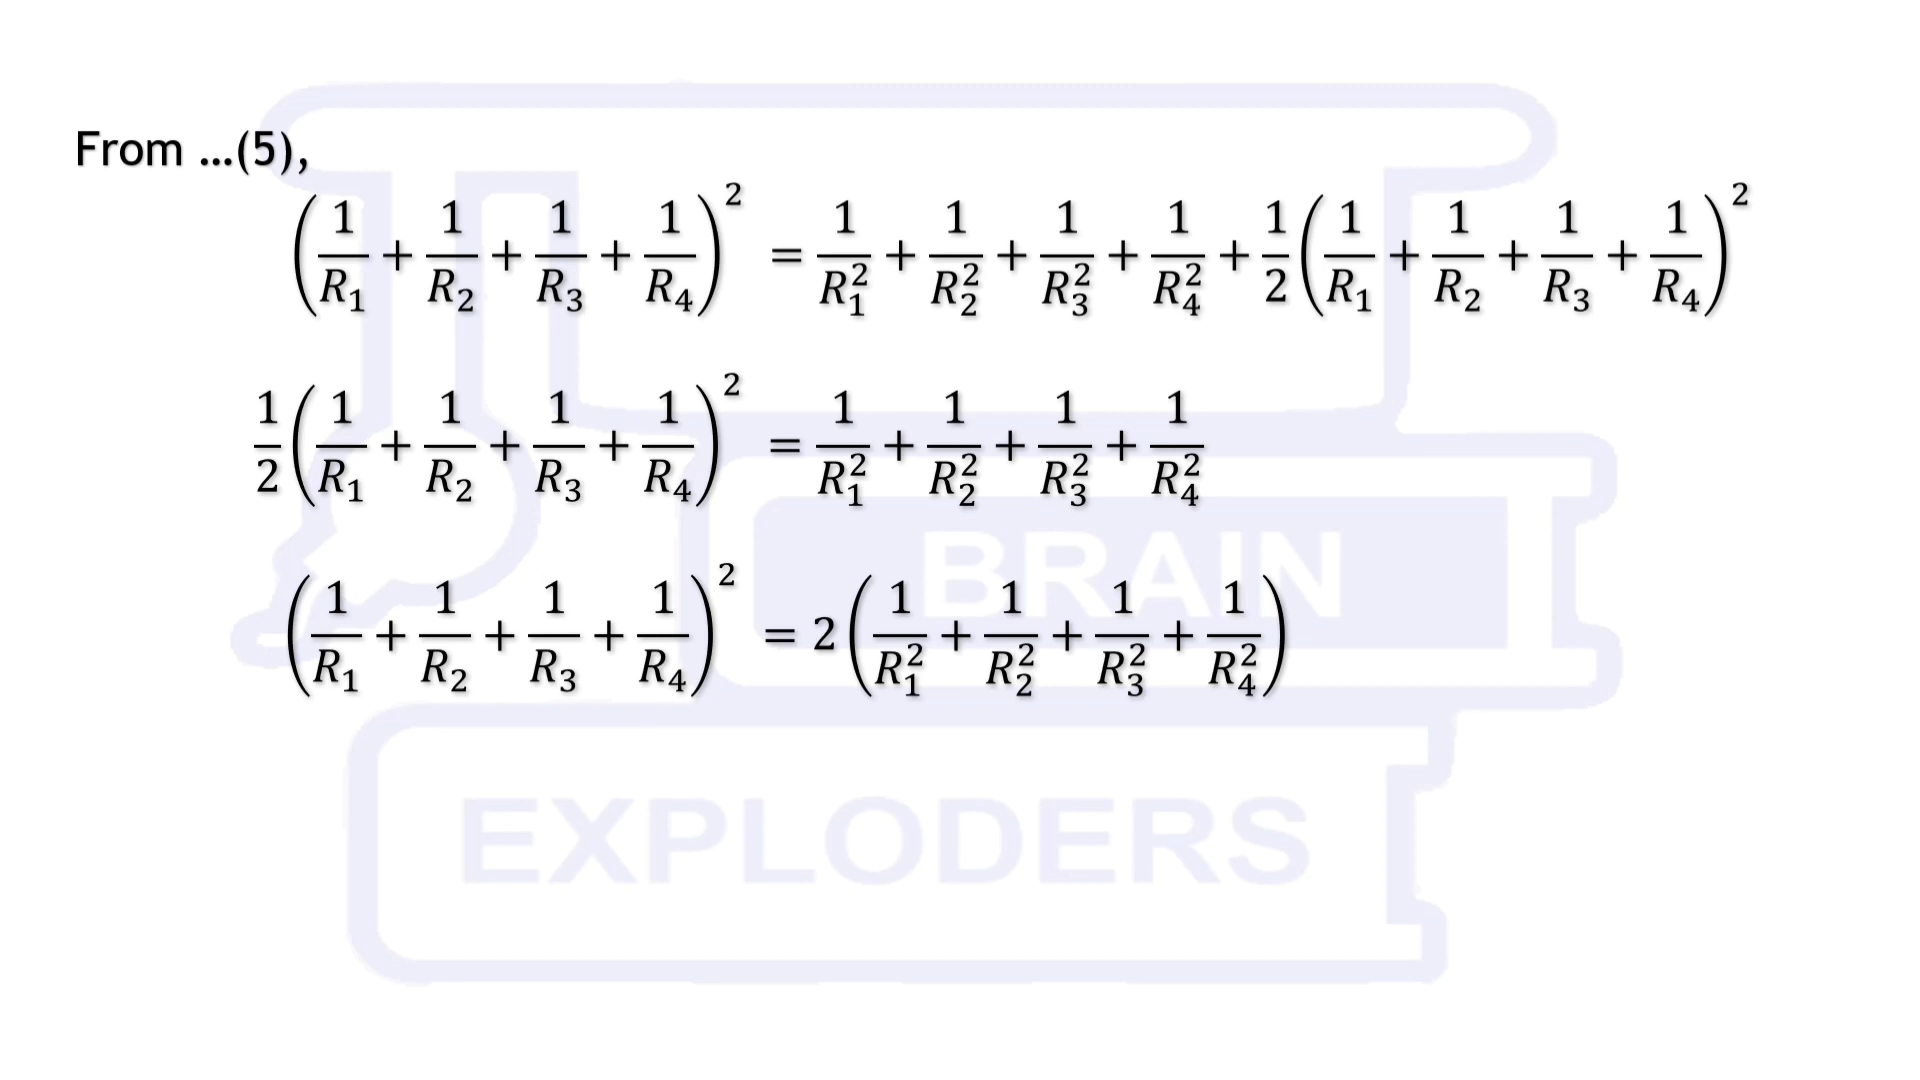 From …(5),
(1/R₁ + 1/R₂ + 1/R₃ + 1/R₄)² = 1/R₁² + 1/R₂² + 1/R₃² + 1/R₄² + 1/2(1/R₁ + 1/R₂ + 1/R₃ + 1/R₄)²
1/2(1/R₁ + 1/R₂ + 1/R₃ + 1/R₄)² = 1/R₁² + 1/R₂² + 1/R₃² + 1/R₄²
BRAIN
(1/R₁ + 1/R₂ + 1/R₃ + 1/R₄)² = 2(1/R₁² + 1/R₂² + 1/R₃² + 1/R₄²)
EXPLODERS